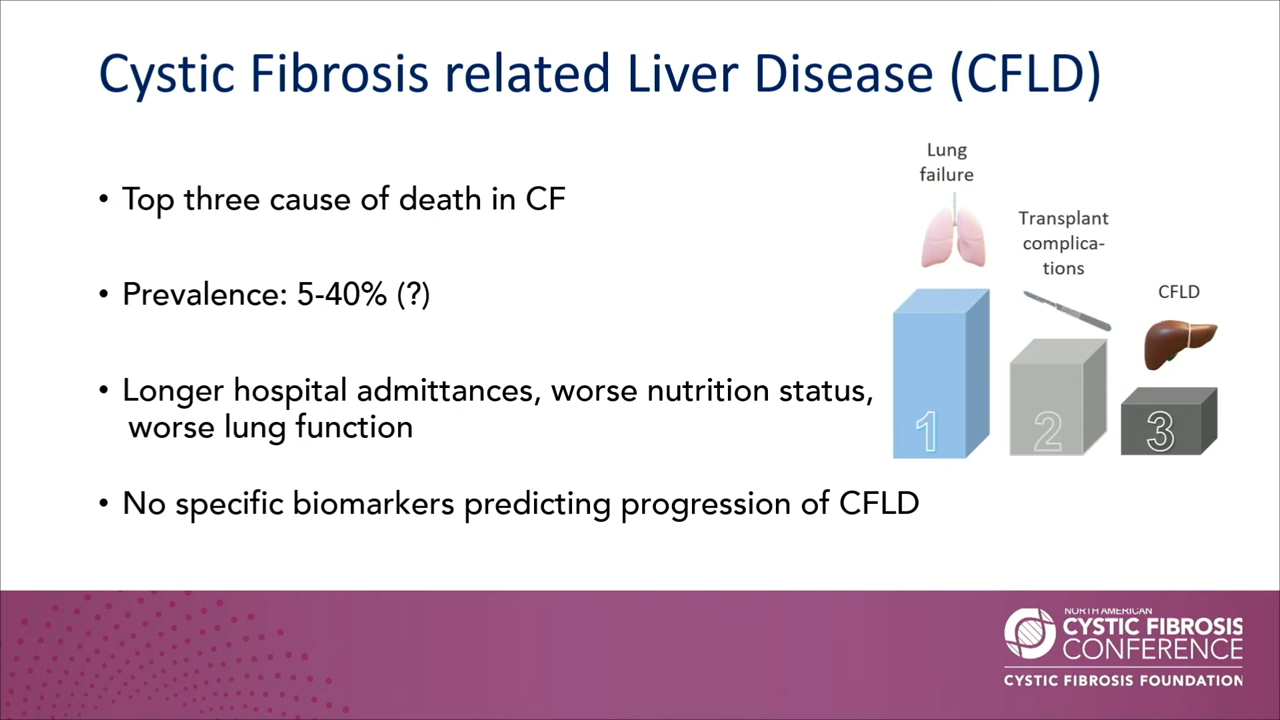 Cystic Fibrosis related Liver Disease (CFLD)
• Top three cause of death in CF
• Prevalence: 5-40% (?)
• Longer hospital admittances, worse nutrition status,
worse lung function
• No specific biomarkers predicting progression of CFLD
Lung
failure
Transplant
complica-
tions
CFLD
1
2
3
NORTH AMERICAN
CYSTIC FIBROSIS
CONFERENCE
CYSTIC FIBROSIS FOUNDATION